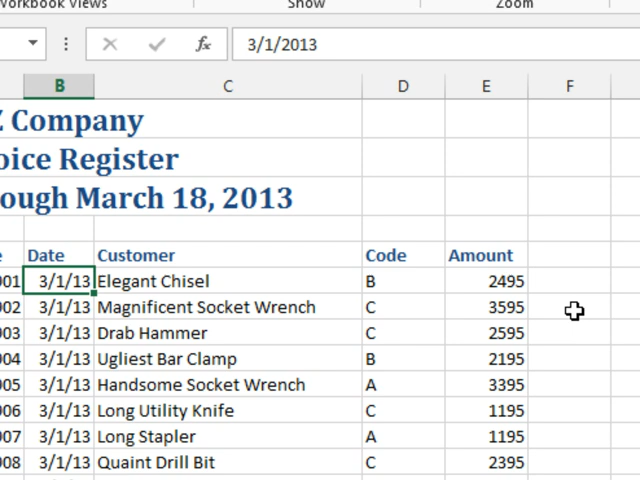 Workbook Views Show Zoom
fx 3/1/2013
B C D E F
Z Company
oice Register
ough March 18, 2013
e Date Customer Code Amount
001 3/1/13 Elegant Chisel B 2495
002 3/1/13 Magnificent Socket Wrench C 3595
003 3/1/13 Drab Hammer C 2595
004 3/1/13 Ugliest Bar Clamp B 2195
005 3/1/13 Handsome Socket Wrench A 3395
006 3/1/13 Long Utility Knife C 1195
007 3/1/13 Long Stapler A 1195
008 3/1/13 Quaint Drill Bit C 2395